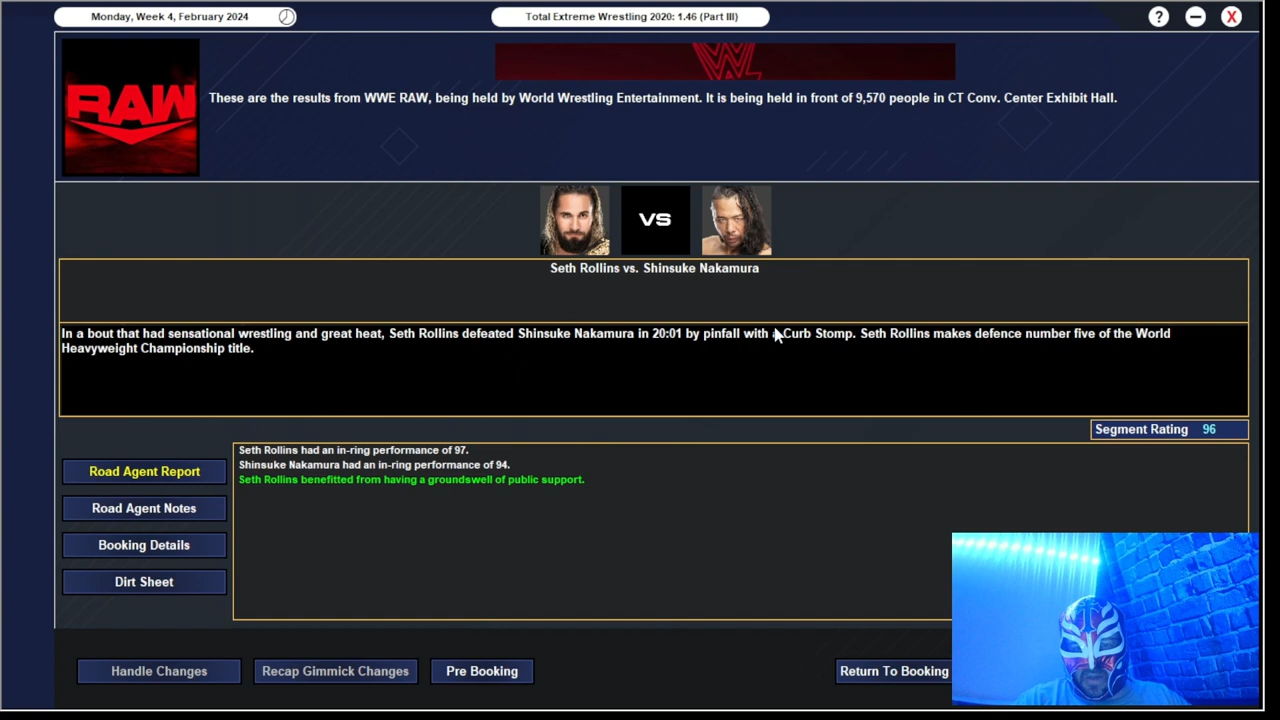 Monday, Week 4, February 2024
Total Extreme Wrestling 2020: 1.46 (Part III)
?
X
RAW
These are the results from WWE RAW, being held by World Wrestling Entertainment. It is being held in front of 9,570 people in CT Conv. Center Exhibit Hall.
VS
Seth Rollins vs. Shinsuke Nakamura
In a bout that had sensational wrestling and great heat, Seth Rollins defeated Shinsuke Nakamura in 20:01 by pinfall with a Curb Stomp. Seth Rollins makes defence number five of the World
Heavyweight Championship title.
Segment Rating 96
Seth Rollins had an in-ring performance of 97.
Shinsuke Nakamura had an in-ring performance of 94.
Seth Rollins benefitted from having a groundswell of public support.
Road Agent Report
Road Agent Notes
Booking Details
Dirt Sheet
Handle Changes
Recap Gimmick Changes
Pre Booking
Return To Booking